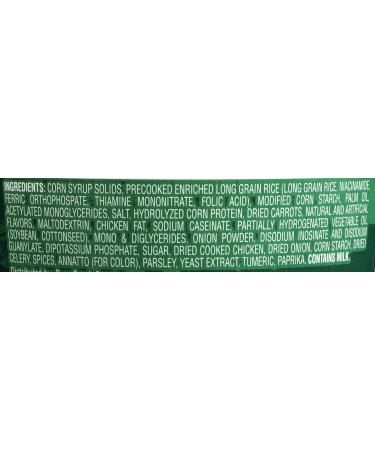 INGREDIENTS: CORN SYRUP SOLIDS, PRECOOKED ENRICHED LONG GRAIN RICE (LONG GRAIN RICE, NIACINAMIDE,
FERRIC ORTHOPHOSPATE, THIAMINE MONONITRATE, FOLIC ACID), MODIFIED CORN STARCH, PALM OIL,
ACETYLATED MONOGLYCERIDES, SALT, HYDROLYZED CORN PROTEIN, DRIED CARROTS, NATURAL AND ARTIFICIAL
FLAVORS, MALTODEXTRIN, CHICKEN FAT, SODIUM CASEINATE, PARTIALLY HYDROGENATED VEGETABLE OIL
(SOYBEAN, COTTONSEED), MONO & DIGLYCERIDES, ONION POWDER, DISODIUM INOSINATE AND DISODIUM
GUANYLATE, DIPOTASSIUM PHOSPHATE, SUGAR, DRIED COOKED CHICKEN, DRIED ONION, CORN STARCH, DRIED
CELERY, SPICES, ANNATTO (FOR COLOR), PARSLEY, YEAST EXTRACT, TUMERIC, PAPRIKA. CONTAINS MILK.
Distributed by